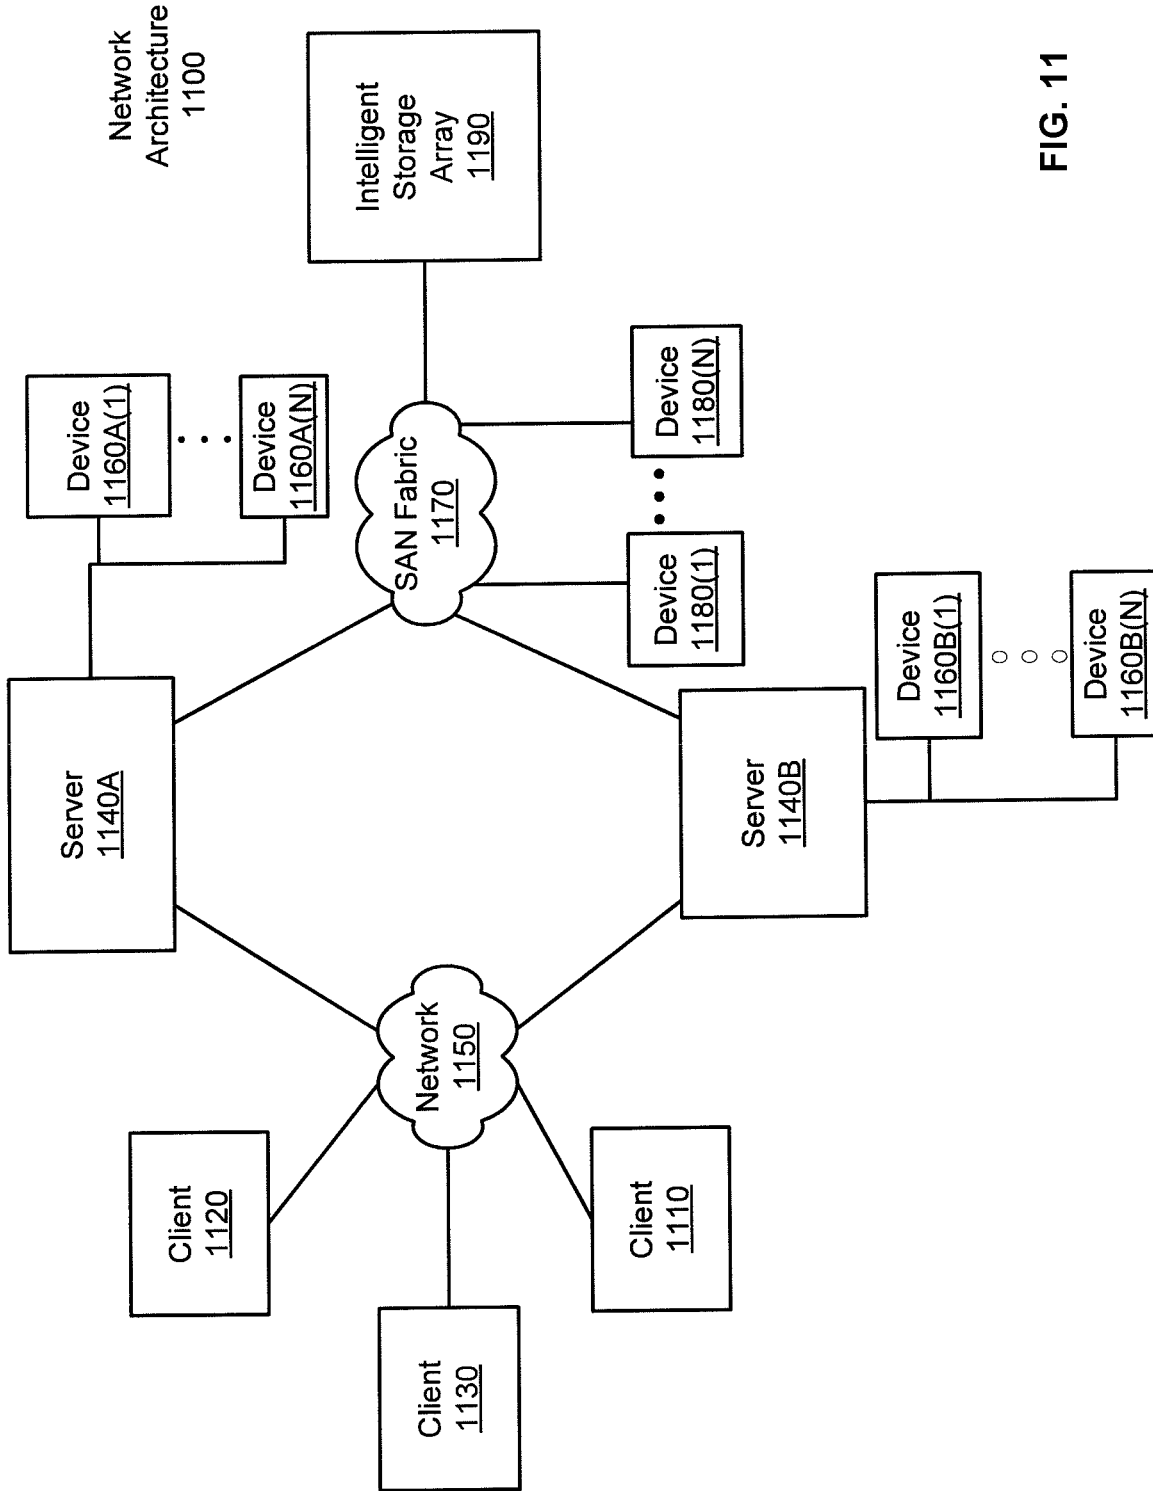 Network
Architecture
1100
Client
1120
Client
1130
Client
1110
Network
1150
Server
1140A
Server
1140B
Device
1160A(1)
Device
1160A(N)
SAN Fabric
1170
Intelligent
Storage
Array
1190
Device
1180(1)
Device
1180(N)
Device
1160B(1)
Device
1160B(N)
FIG. 11